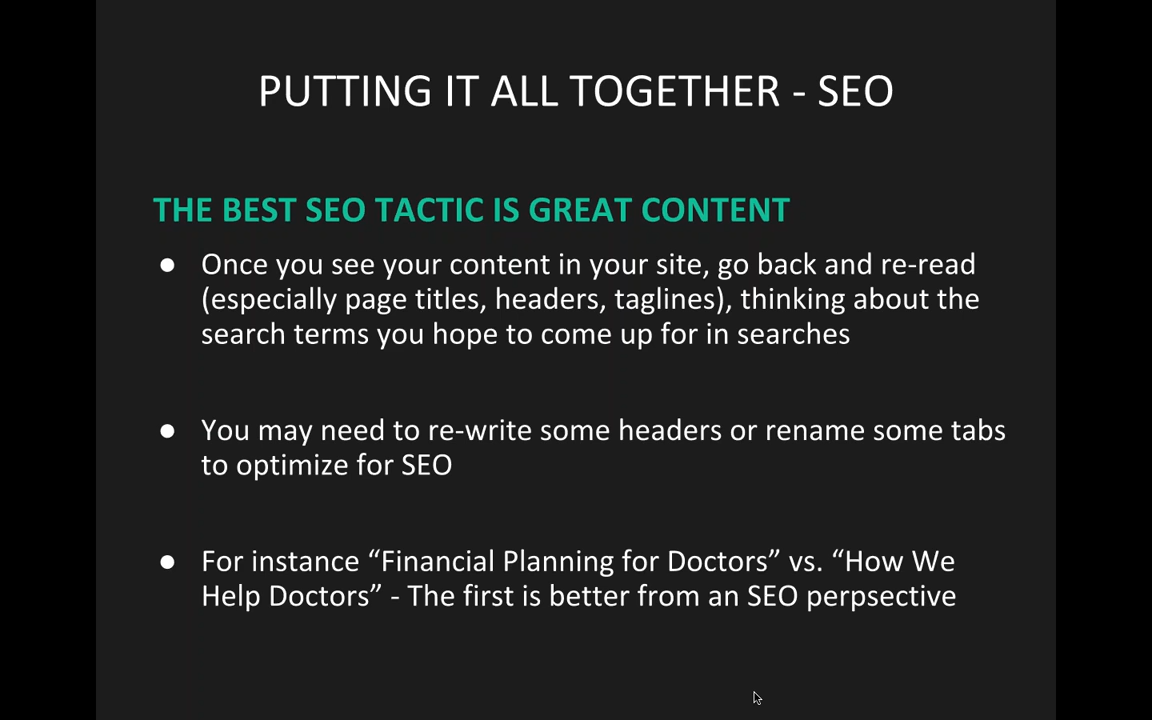 PUTTING IT ALL TOGETHER - SEO
THE BEST SEO TACTIC IS GREAT CONTENT
● Once you see your content in your site, go back and re-read
(especially page titles, headers, taglines), thinking about the
search terms you hope to come up for in searches
● You may need to re-write some headers or rename some tabs
to optimize for SEO
● For instance “Financial Planning for Doctors” vs. “How We
Help Doctors” - The first is better from an SEO perpsective